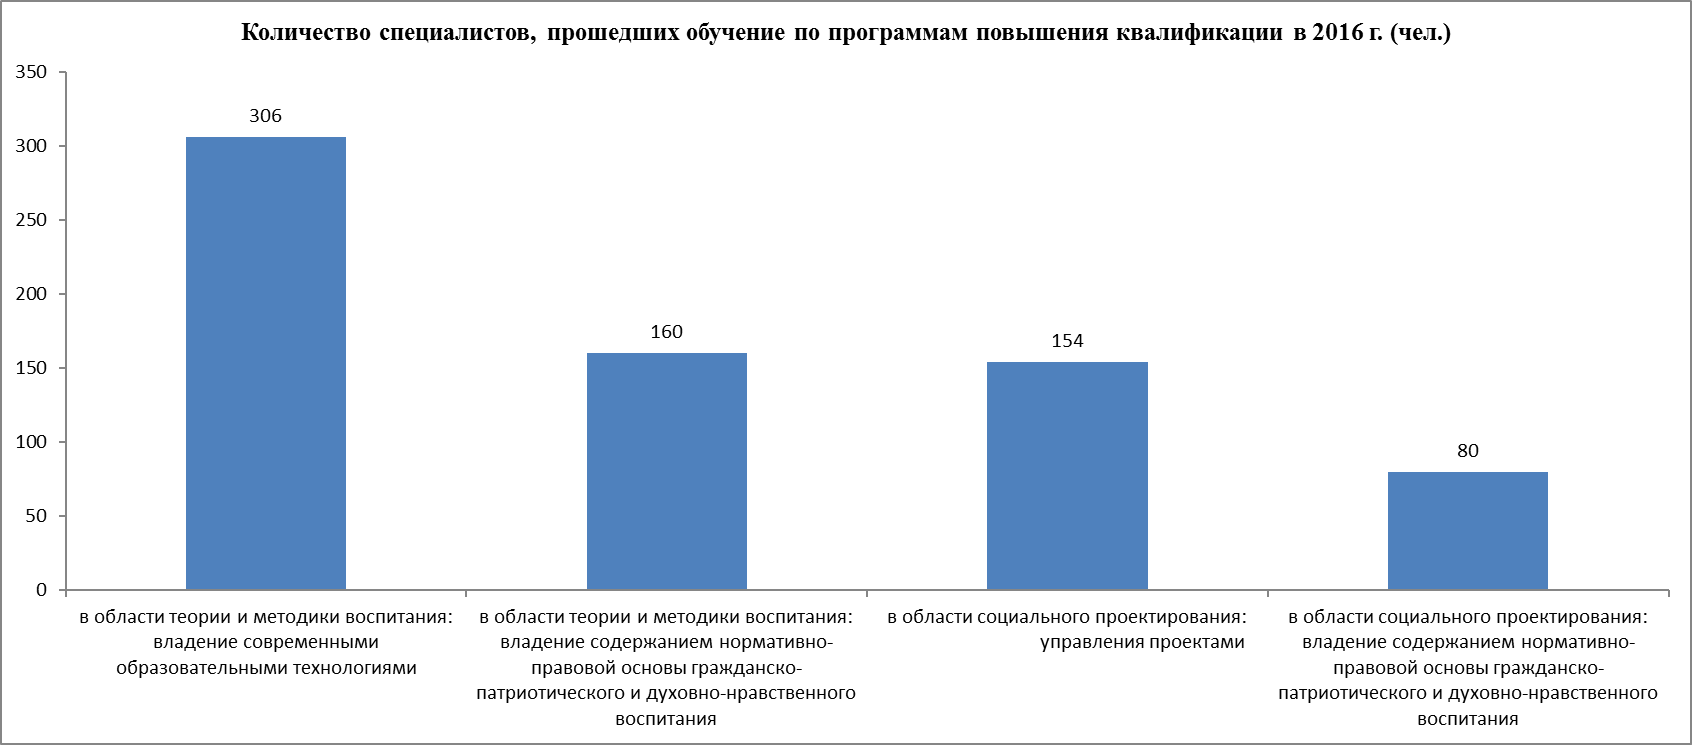 Количество специалистов, прошедших обучение по программам повышения квалификации в 2016 г. (чел.)
350
300
250
200
150
100
50
0
306
160
154
80
в области теории и методики воспитания:
владение современными
образовательными технологиями
в области теории и методики воспитания:
владение содержанием нормативно-
правовой основы гражданско-
патриотического и духовно-нравственного
воспитания
в области социального проектирования:
управления проектами
в области социального проектирования:
владение содержанием нормативно-
правовой основы гражданско-
патриотического и духовно-нравственного
воспитания